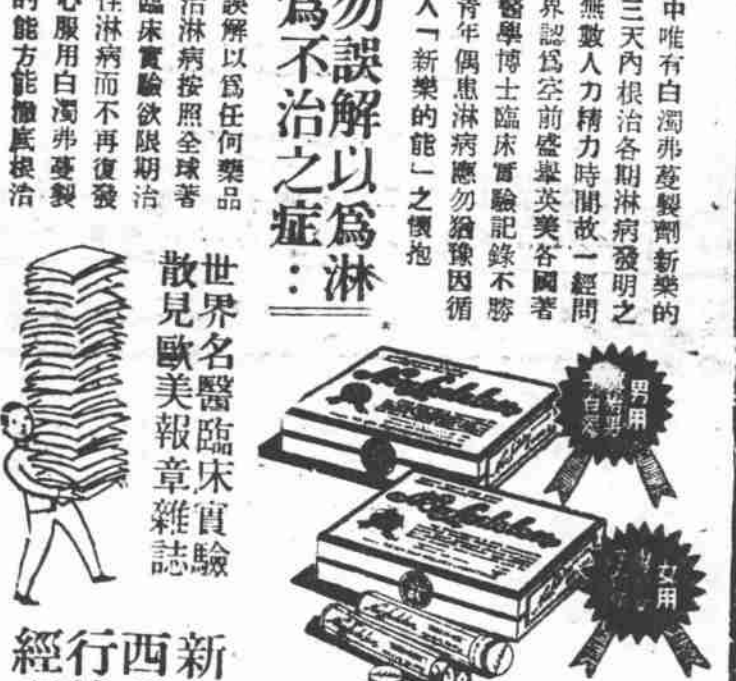 中唯有白濁弗蔓製劑新樂的
三天內根治各期淋病發明之
無數人力精力時間故一經問
界認爲空前盛舉英美各國著
醫學博士臨床實驗記錄不勝
青年偶患淋病應勿猶豫因循
人「新樂的能」之懷抱
勿誤解以爲淋
爲不治之症：
誤解以爲任何藥品
治淋病按照全球著
臨床實驗欲限期治
性淋病而不再復發
心服用白濁弗蔓製
的能方能徹底根治
世界名醫臨床實驗
散見歐美報章雜誌
男用
女用
新
西
行
經